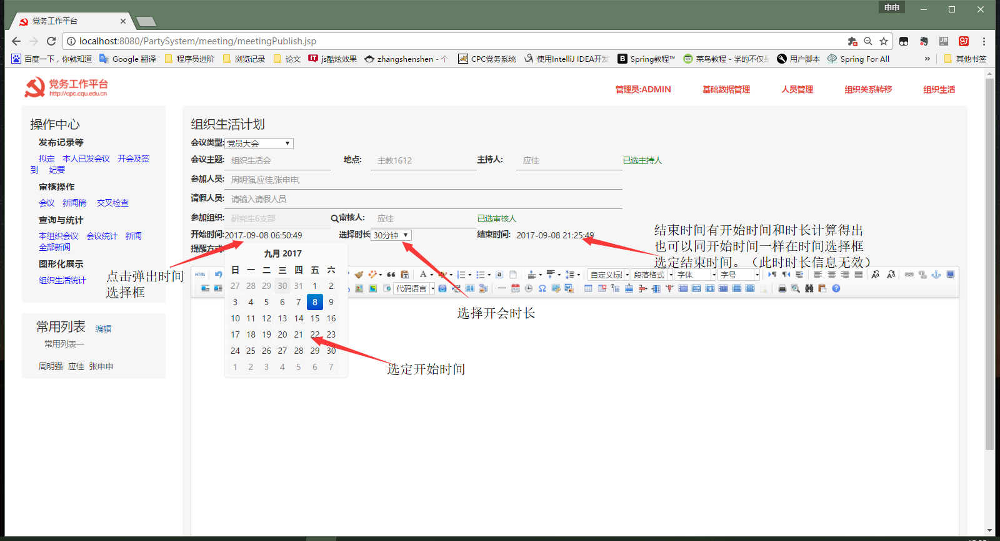 申申
党务工作平台
localhost:8080/PartySystem/meeting/meetingPublish.jsp
百度一下，你就知道 Google 翻译 程序员进阶 浏览记录 论文 js酷炫效果 zhangshenshen - 个 CPC党务系统 使用IntelliJ IDEA开发 Spring教程™ 菜鸟教程 - 学的不仅是 用户脚本 Spring For All » 其他书签
党务工作平台
http://cpc.cqu.edu.cn
管理员:ADMIN 基础数据管理 人员管理 组织关系转移 组织生活
操作中心
发布记录等
拟定 本人已发会议 开会及签
到 纪要
审核操作
会议 新闻稿 交叉检查
查询与统计
本组织会议 会议统计 新闻
全部新闻
图形化展示
组织生活统计
常用列表 编辑
常用列表一
周明强 应佳 张申申
组织生活计划
会议类型: 党员大会
会议主题: 组织生活会 地点: 主教1612 主持人: 应佳 已选主持人
参加人员: 周明强,应佳,张申申,
请假人员: 请输入请假人员
参加组织: 研究生6支部 审核人: 应佳 已选审核人
开始时间: 2017-09-08 06:50:49 选择时长 30分钟 结束时间: 2017-09-08 21:25:49
提醒方式
九月 2017
日 一 二 三 四 五 六
27 28 29 30 31 1 2
3 4 5 6 7 8 9
10 11 12 13 14 15 16
17 18 19 20 21 22 23
24 25 26 27 28 29 30
1 2 3 4 5 6 7
HTML 自定义标题 段落格式 字体 字号
代码语言
点击弹出时间
选择框
选择开会时长
选定开始时间
结束时间有开始时间和时长计算得出
也可以同开始时间一样在时间选择框
选定结束时间。（此时时长信息无效）